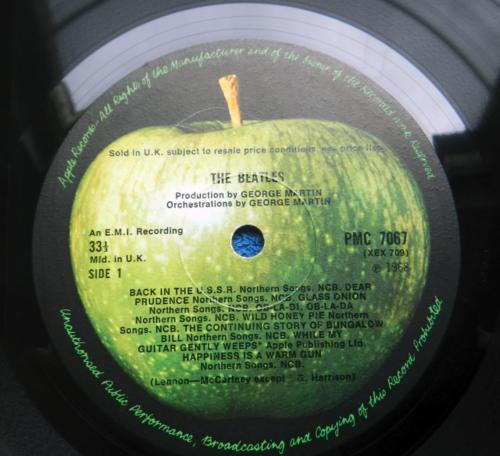 Apple Records · All Rights of the Manufacturer and of the Owner of the Recorded Work Reserved
Sold in U.K. subject to resale price conditions, see price lists
THE BEATLES
Production by GEORGE MARTIN
Orchestrations by GEORGE MARTIN
An E.M.I. Recording
33⅓
Mfd. in U.K.
SIDE 1
PMC 7067
(XEX 709)
℗ 1968
BACK IN THE U.S.S.R. Northern Songs. NCB. DEAR
PRUDENCE Northern Songs. NCB. GLASS ONION
Northern Songs. NCB. OB-LA-DI, OB-LA-DA
Northern Songs. NCB. WILD HONEY PIE Northern
Songs. NCB. THE CONTINUING STORY OF BUNGALOW
BILL Northern Songs. NCB. WHILE MY
GUITAR GENTLY WEEPS* Apple Publishing Ltd.
HAPPINESS IS A WARM GUN
Northern Songs. NCB.
(Lennon—McCartney except * G. Harrison)
Unauthorised Public Performance, Broadcasting and Copying of this Record Prohibited